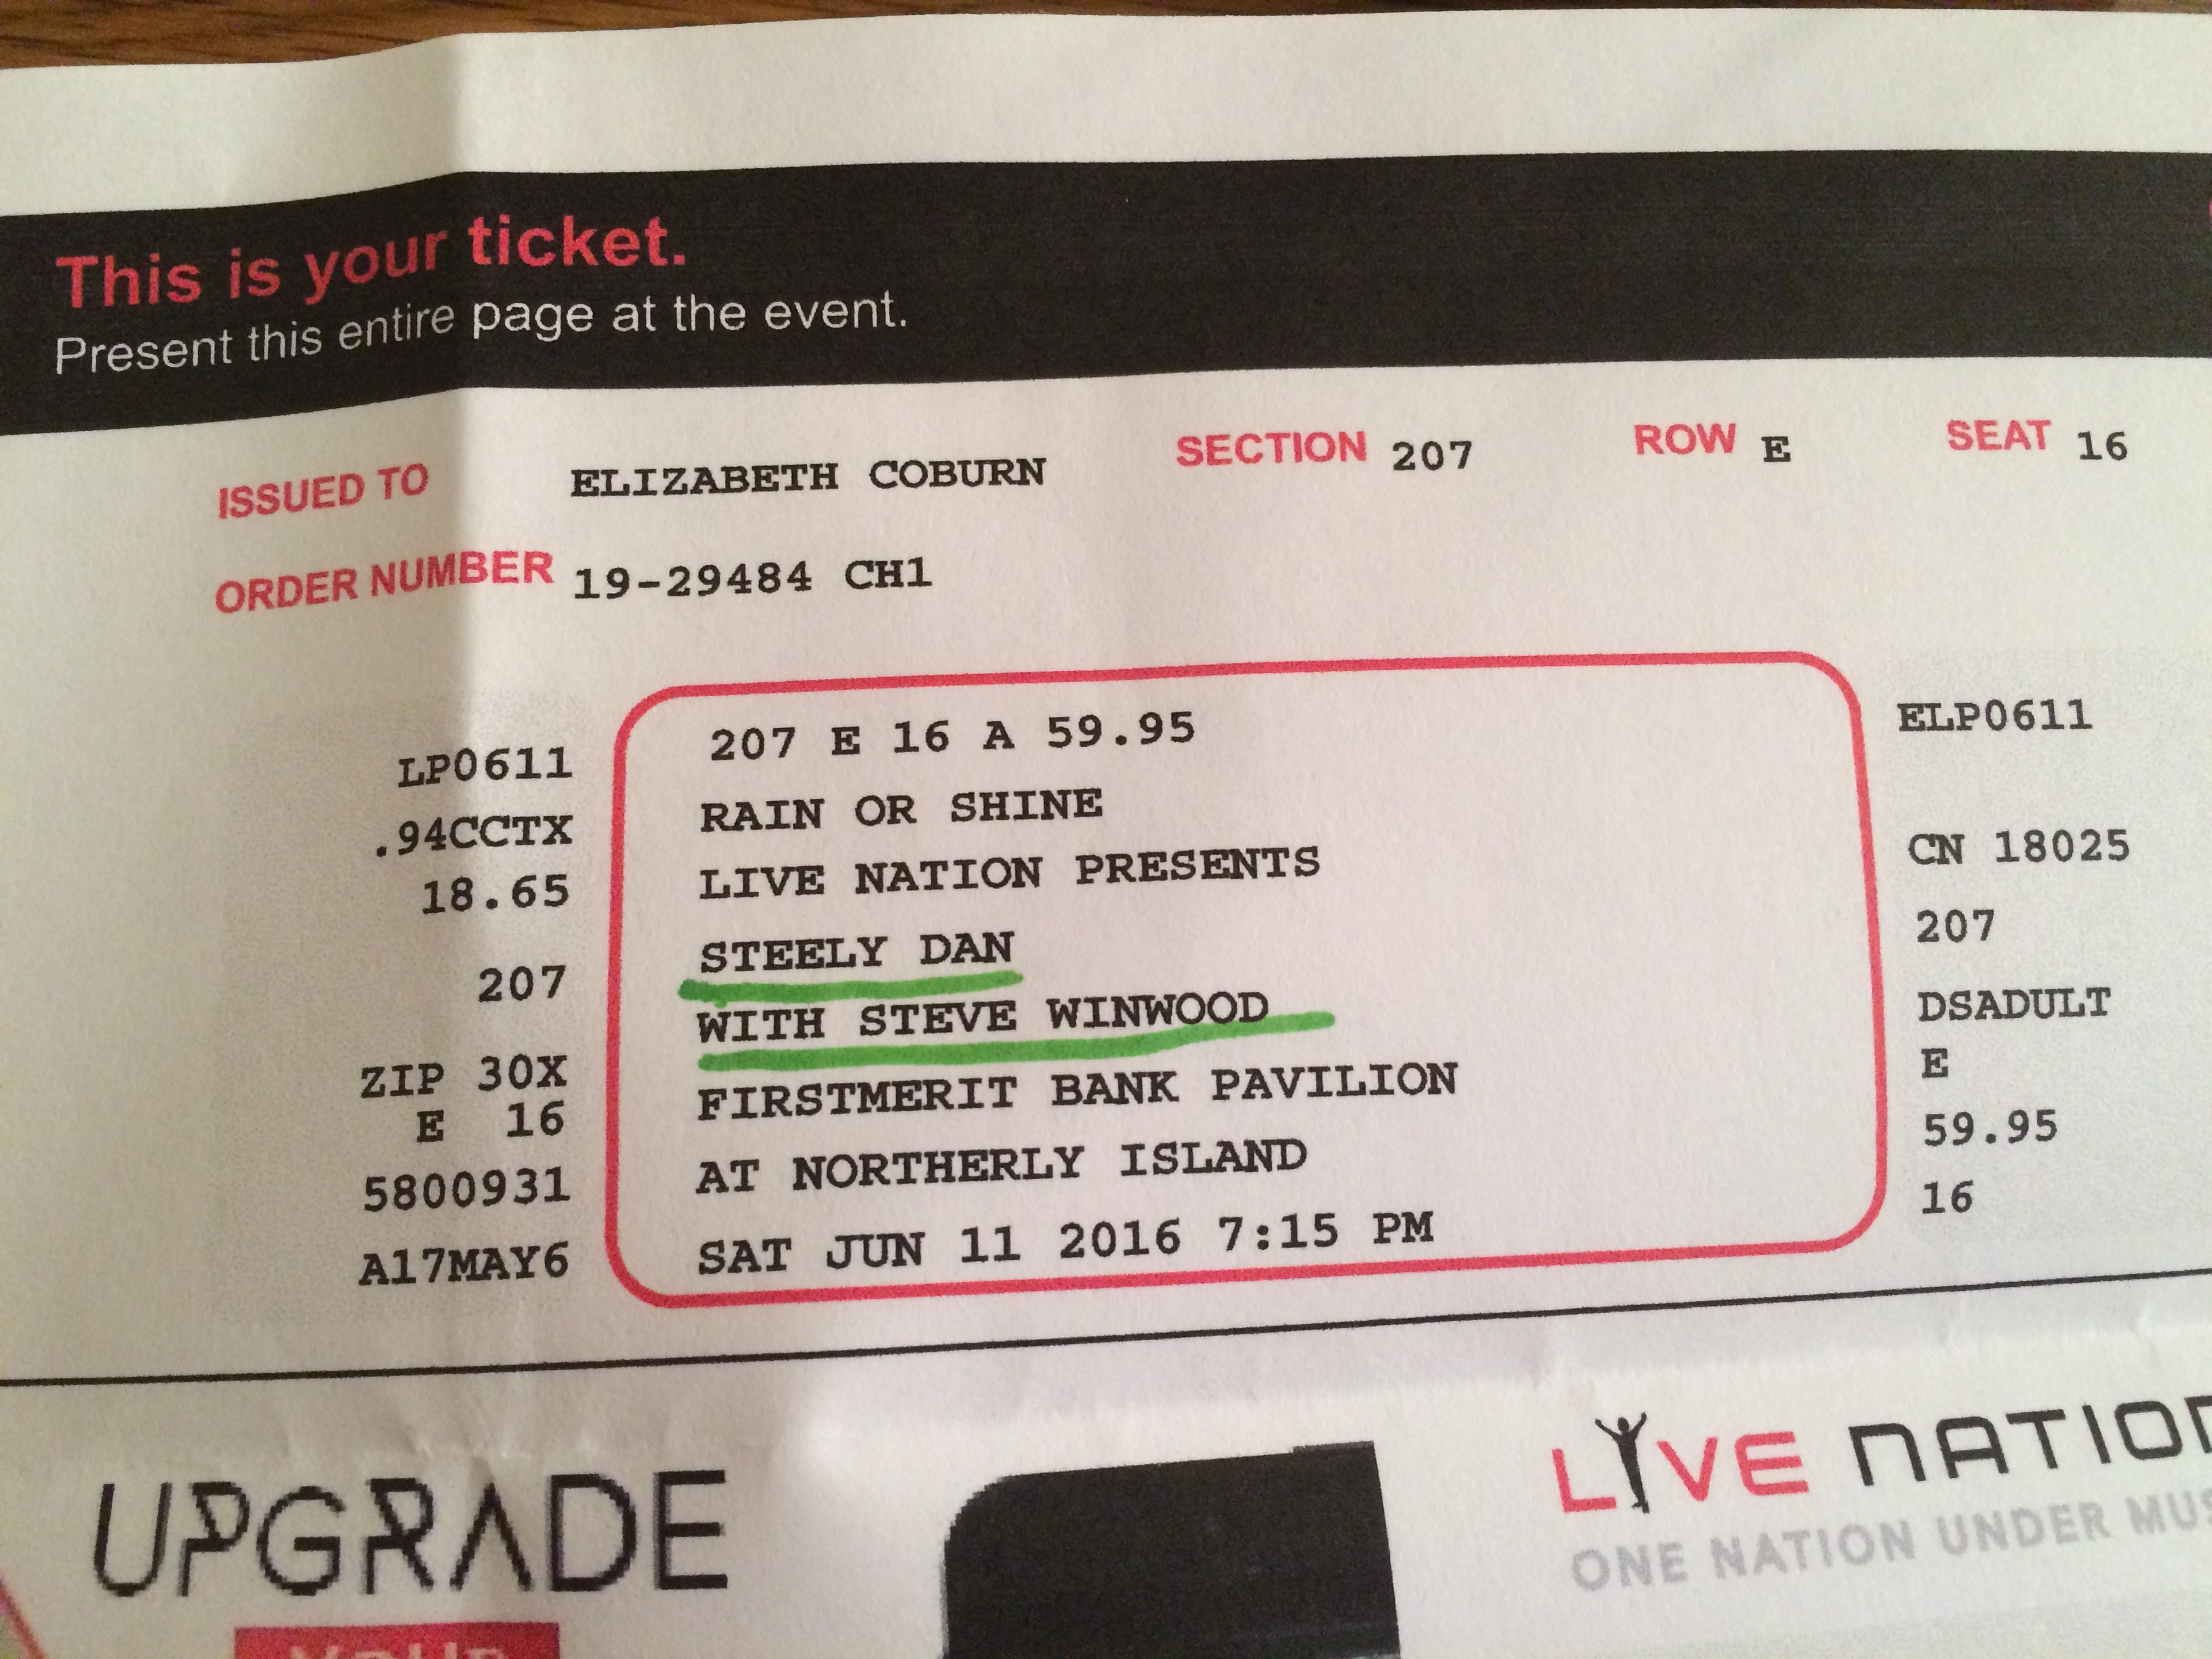 This is your ticket.
Present this entire page at the event.
ISSUED TO ELIZABETH COBURN SECTION 207 ROW E SEAT 16
ORDER NUMBER 19-29484 CH1
LP0611
.94CCTX
18.65
207
ZIP 30X
E 16
5800931
A17MAY6
207 E 16 A 59.95
RAIN OR SHINE
LIVE NATION PRESENTS
STEELY DAN
WITH STEVE WINWOOD
FIRSTMERIT BANK PAVILION
AT NORTHERLY ISLAND
SAT JUN 11 2016 7:15 PM
ELP0611
CN 18025
207
DSADULT
E
59.95
16
UPGRADE
YOUR
LIVE NATIO
ONE NATION UNDER MUS